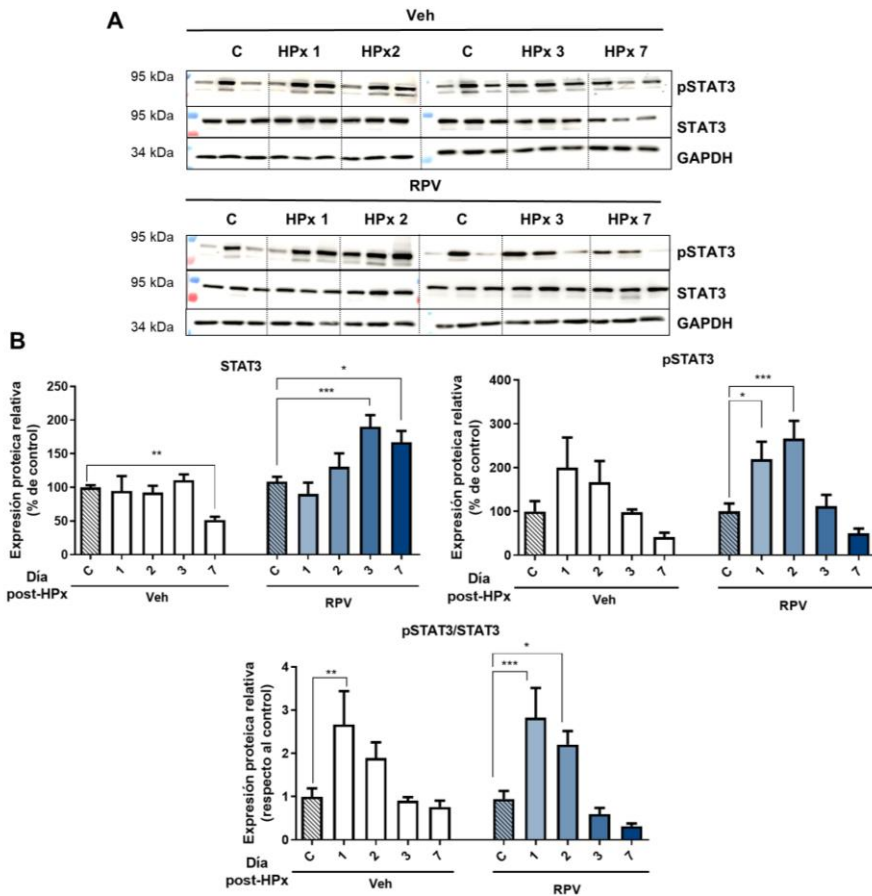 A
Veh
C HPx 1 HPx2 C HPx 3 HPx 7
95 kDa pSTAT3
95 kDa STAT3
34 kDa GAPDH
RPV
C HPx 1 HPx 2 C HPx 3 HPx 7
95 kDa pSTAT3
95 kDa STAT3
34 kDa GAPDH
B
STAT3
Expresión proteica relativa
(% de control)
250
200
150
100
50
0
**
***
*
C 1 2 3 7 C 1 2 3 7
Día
post-HPx
Veh RPV
pSTAT3
Expresión proteica relativa
(% de control)
400
300
200
100
0
*
***
C 1 2 3 7 C 1 2 3 7
Día
post-HPx
Veh RPV
pSTAT3/STAT3
Expresión proteica relativa
(respecto al control)
4
3
2
1
0
**
***
*
C 1 2 3 7 C 1 2 3 7
Día
post-HPx
Veh RPV